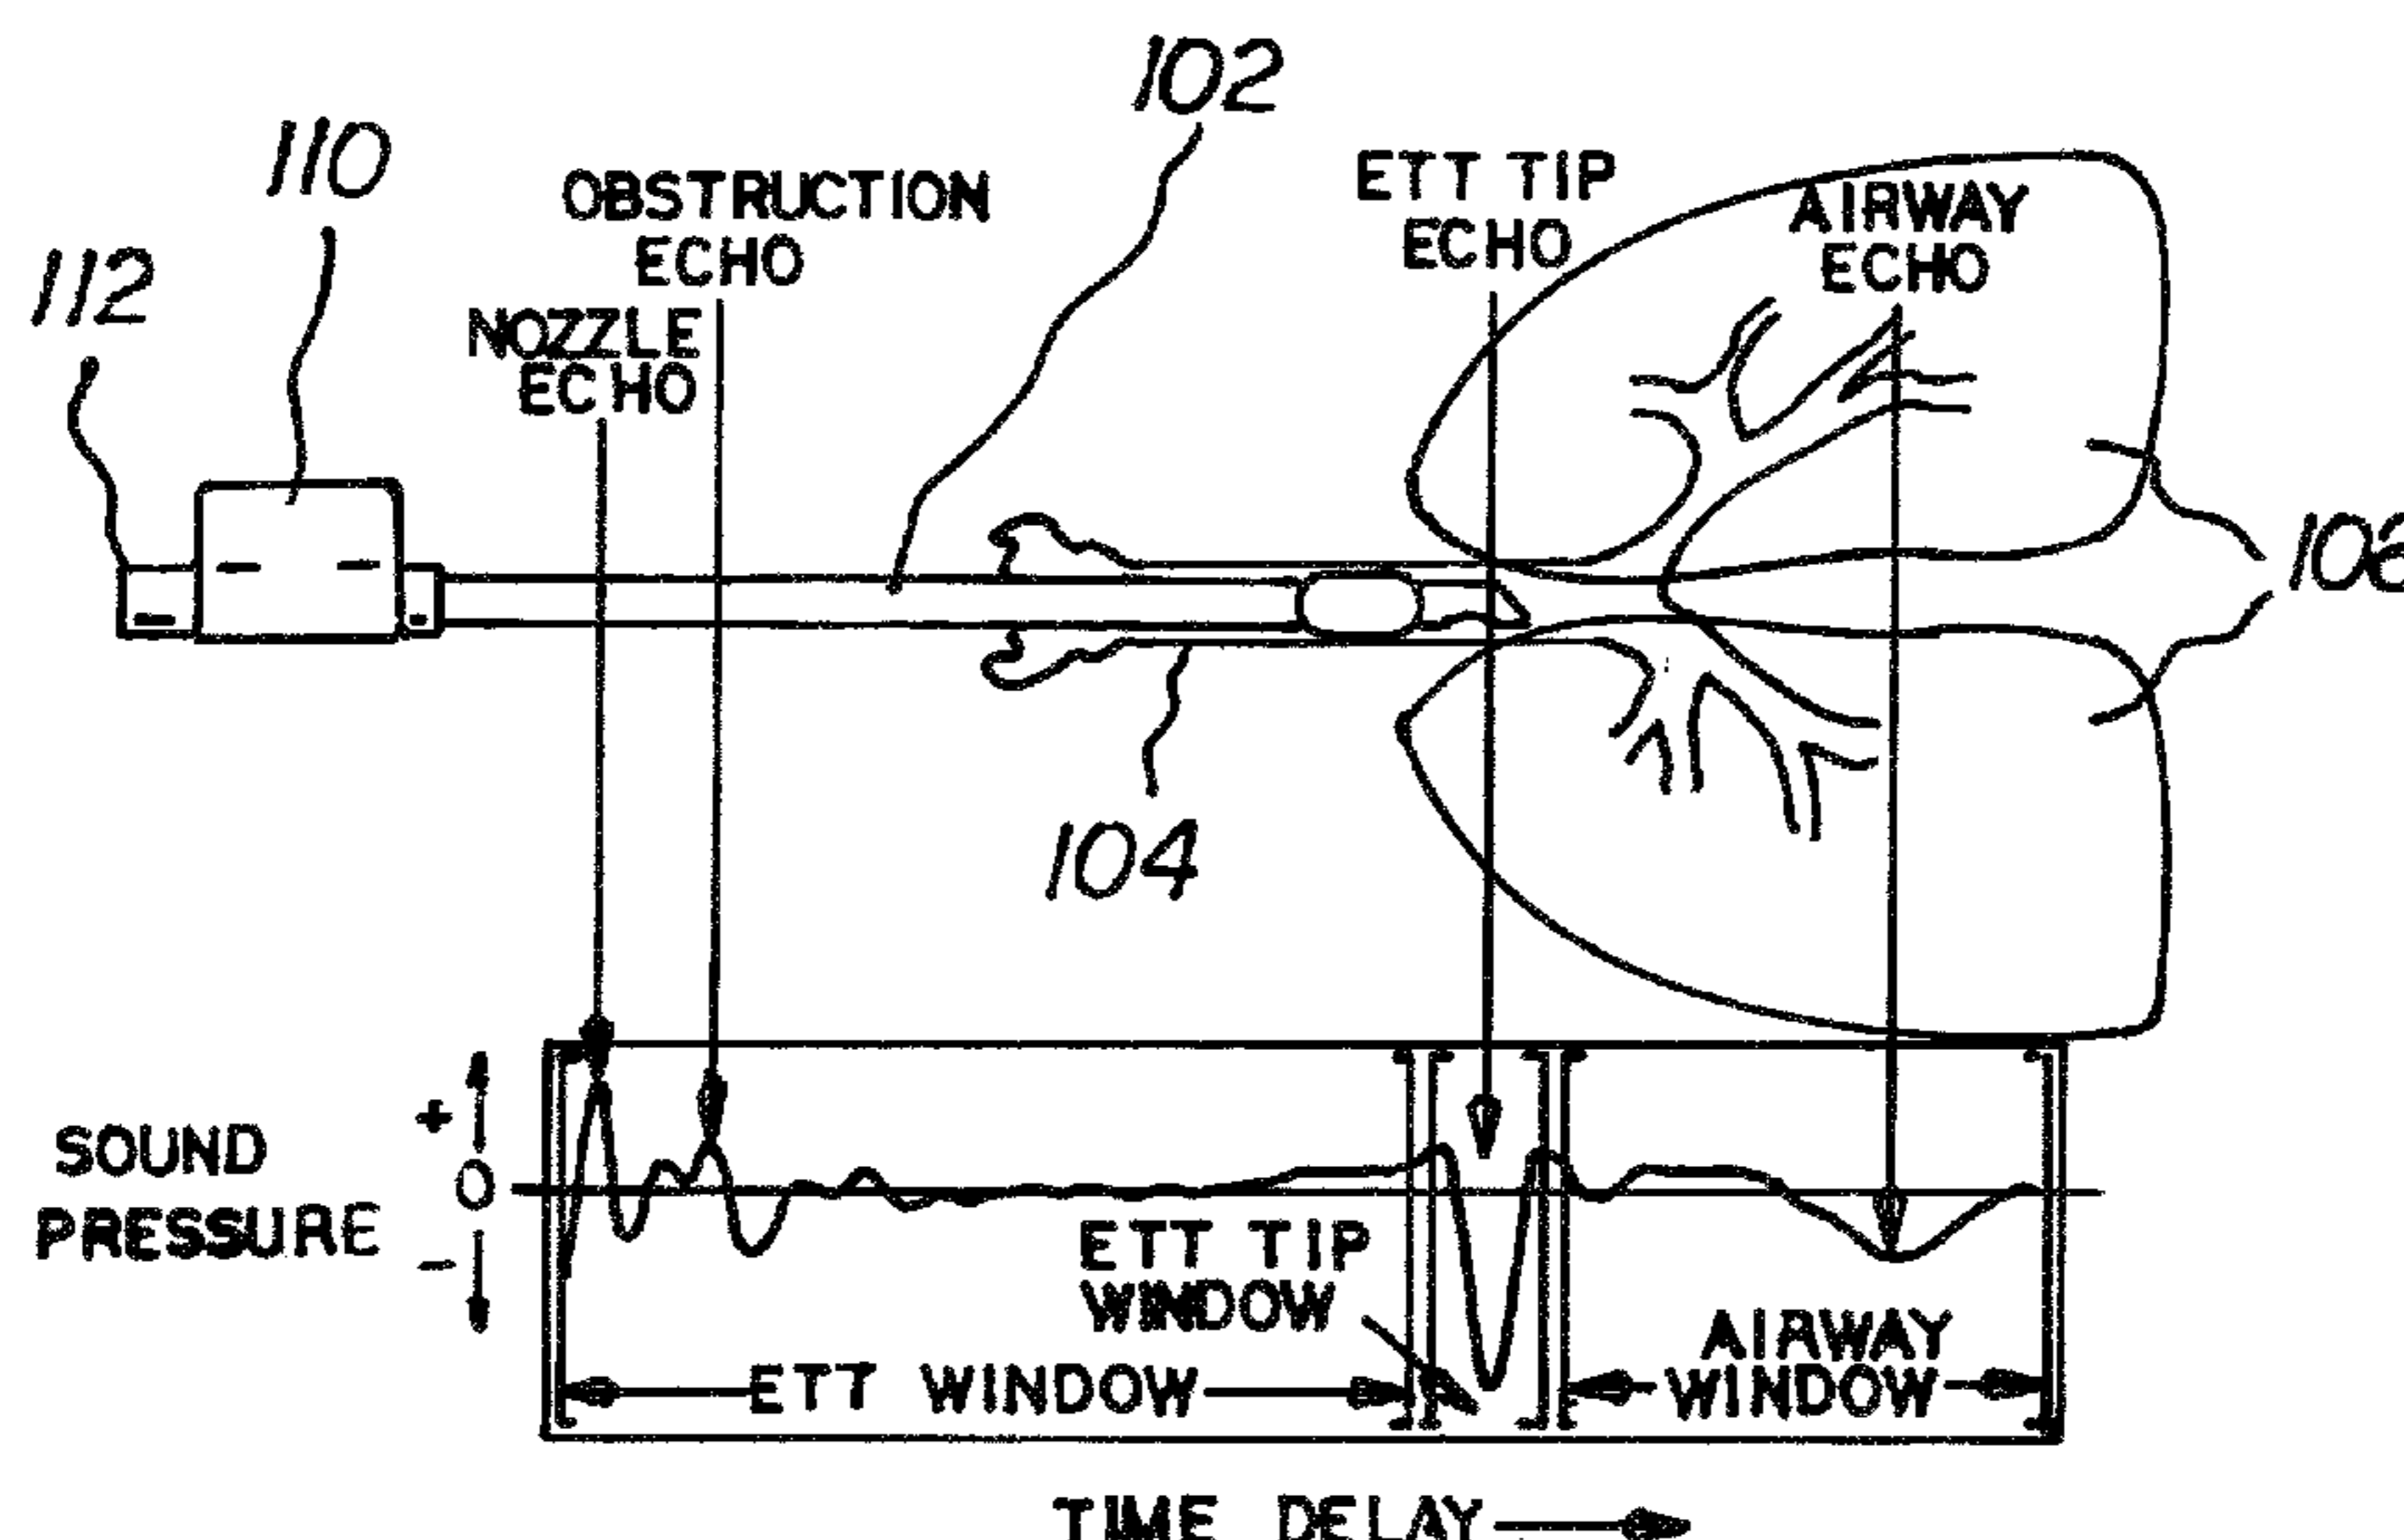 102
110
OBSTRUCTION
ECHO
ETT TIP
ECHO
AIRWAY
ECHO
112
NOZZLE
ECHO
106
104
SOUND
PRESSURE
+
0
-
ETT TIP
WINDOW
ETT WINDOW
AIRWAY
WINDOW
TIME DELAY